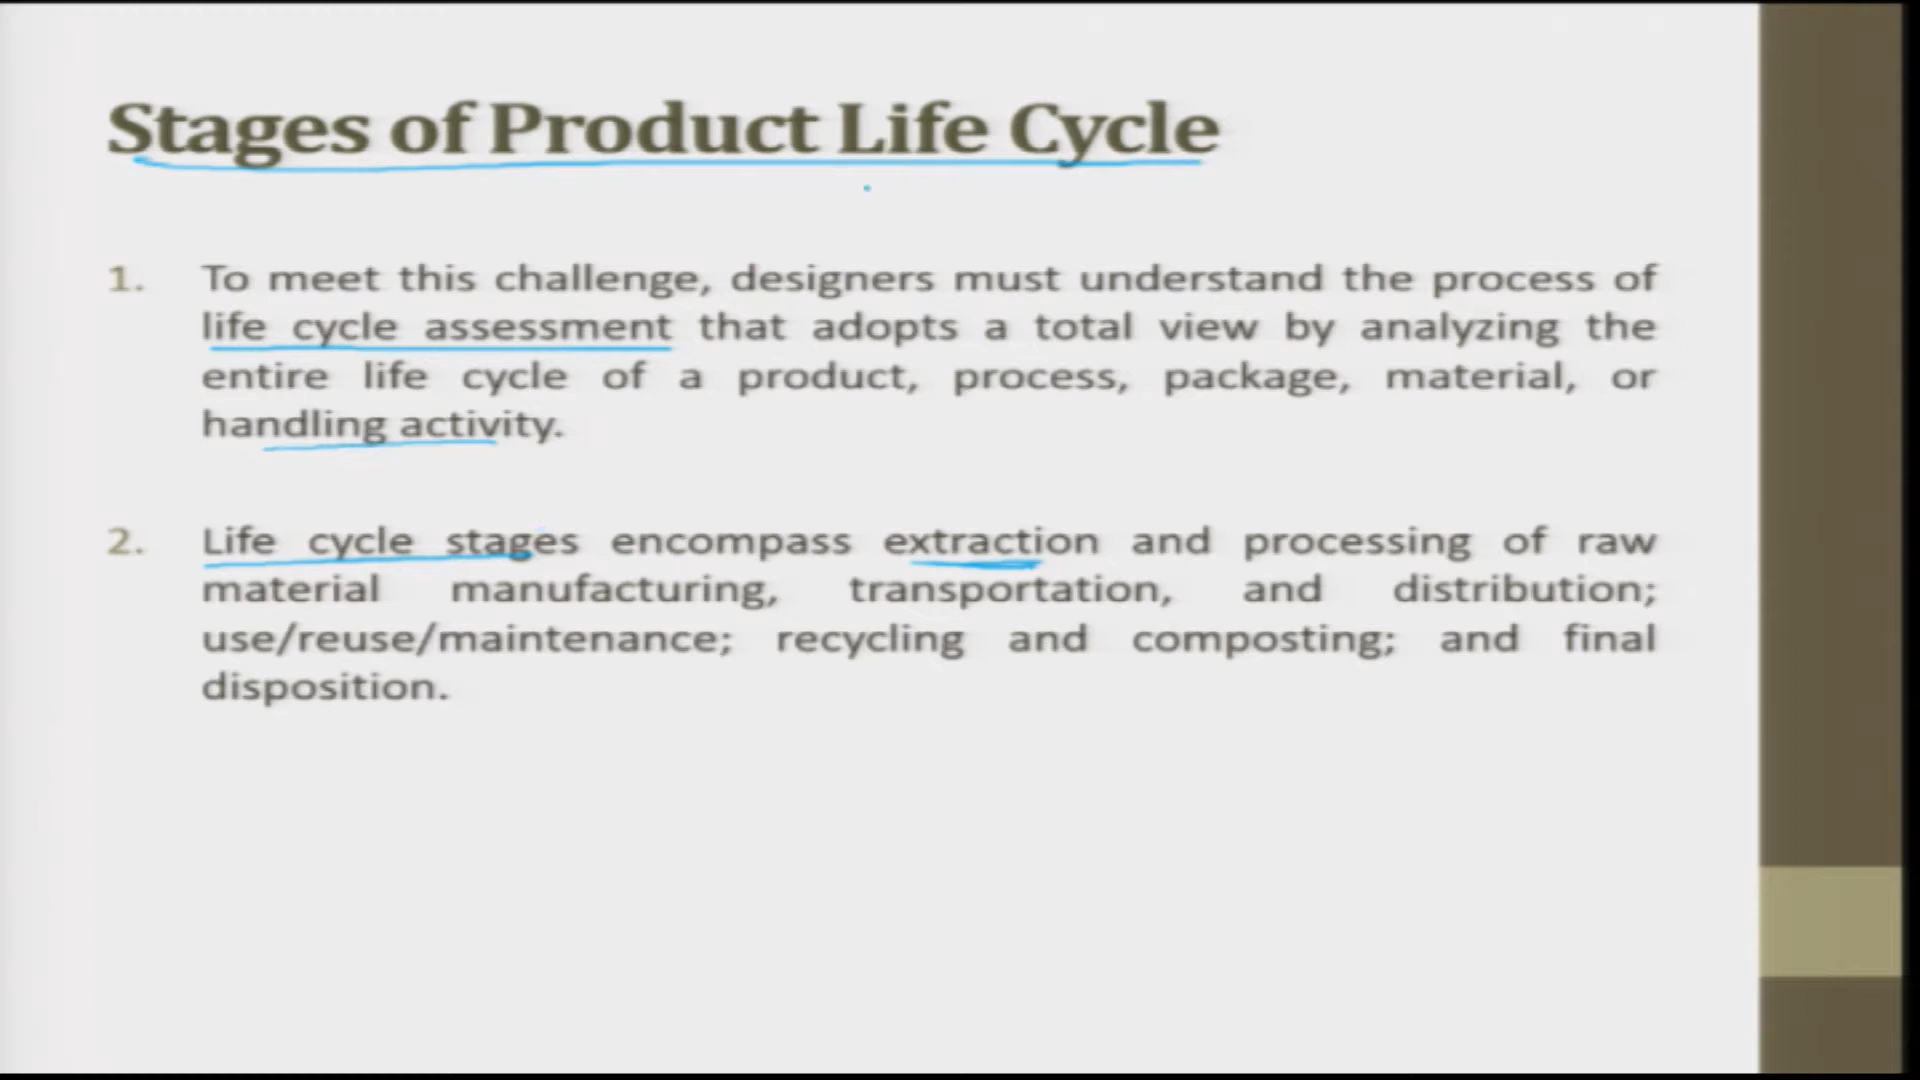 Stages of Product Life Cycle
1. To meet this challenge, designers must understand the process of
life cycle assessment that adopts a total view by analyzing the
entire life cycle of a product, process, package, material, or
handling activity.
2. Life cycle stages encompass extraction and processing of raw
material manufacturing, transportation, and distribution;
use/reuse/maintenance; recycling and composting; and final
disposition.